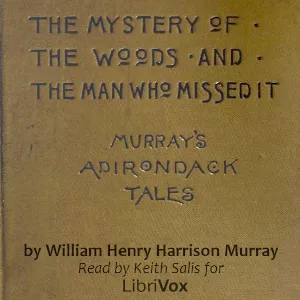 THE MYSTERY OF ·
THE WOODS · AND ·
THE MAN WHO MISSED IT
MURRAY'S
ADIRONDACK
TALES
by William Henry Harrison Murray
Read by Keith Salis for
LibriVox